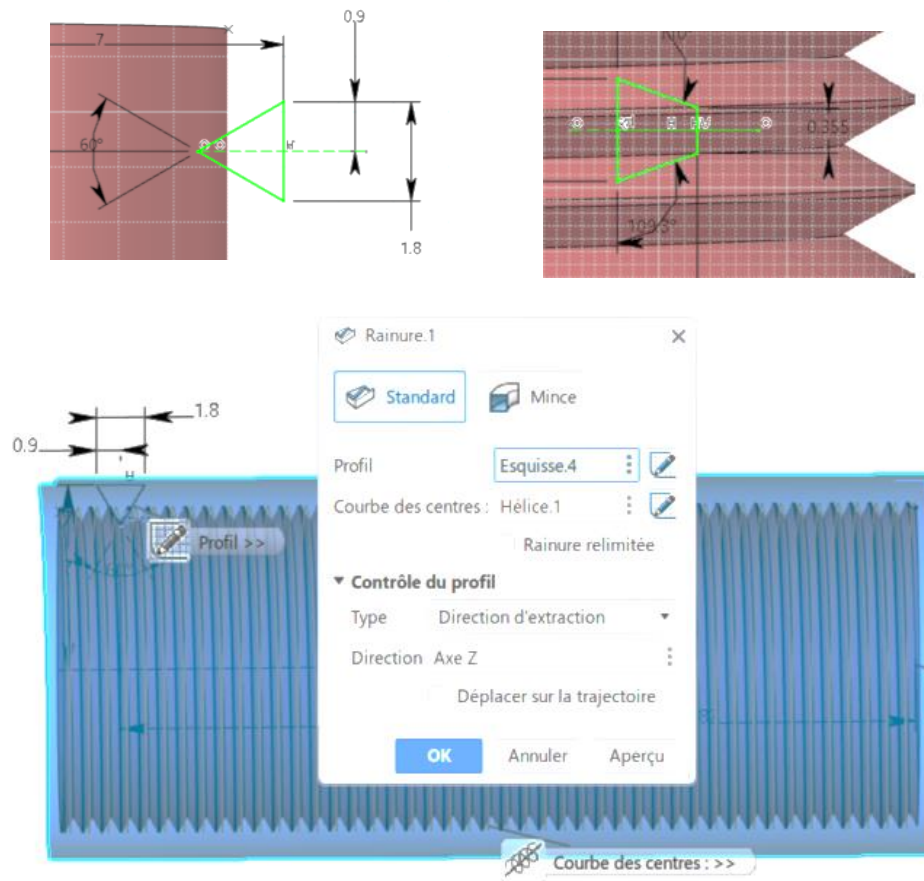 0.9
7
60°
1.8
0.355
109.3°
Rainure.1
Standard
Mince
1.8
0.9
Profil
Esquisse.4
Courbe des centres :
Hélice.1
Rainure relimitée
Profil >>
Contrôle du profil
Type
Direction d'extraction
Direction
Axe Z
Déplacer sur la trajectoire
OK
Annuler
Aperçu
Courbe des centres : >>